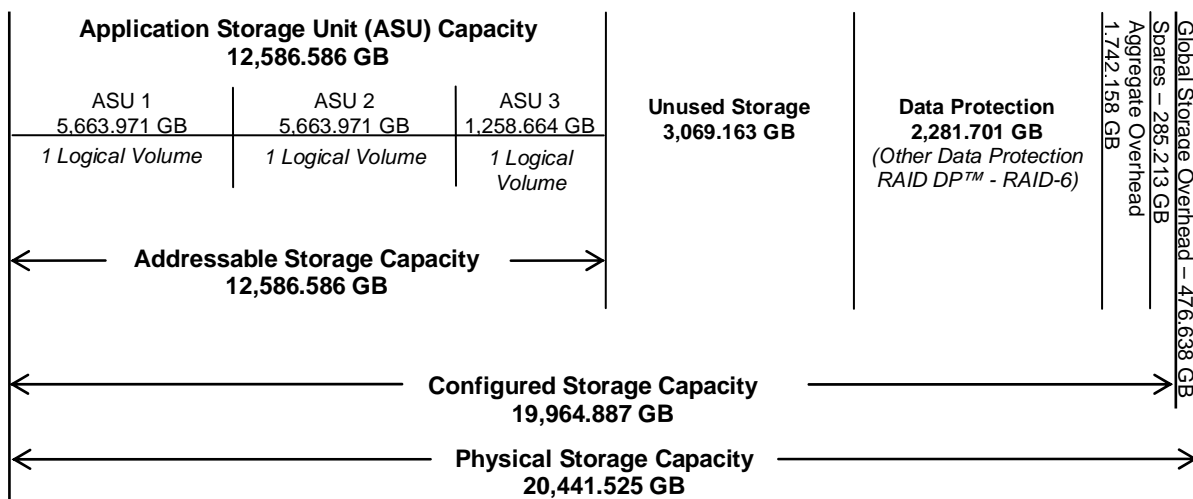 Application Storage Unit (ASU) Capacity
12,586.586 GB
ASU 1
5,663.971 GB
1 Logical Volume
ASU 2
5,663.971 GB
1 Logical Volume
ASU 3
1,258.664 GB
1 Logical
Volume
Unused Storage
3,069.163 GB
Data Protection
2,281.701 GB
(Other Data Protection
RAID DP™ - RAID-6)
Aggregate Overhead
1.742.158 GB
Spares – 285.213 GB
Global Storage Overhead – 476.638 GB
Addressable Storage Capacity
12,586.586 GB
Configured Storage Capacity
19,964.887 GB
Physical Storage Capacity
20,441.525 GB